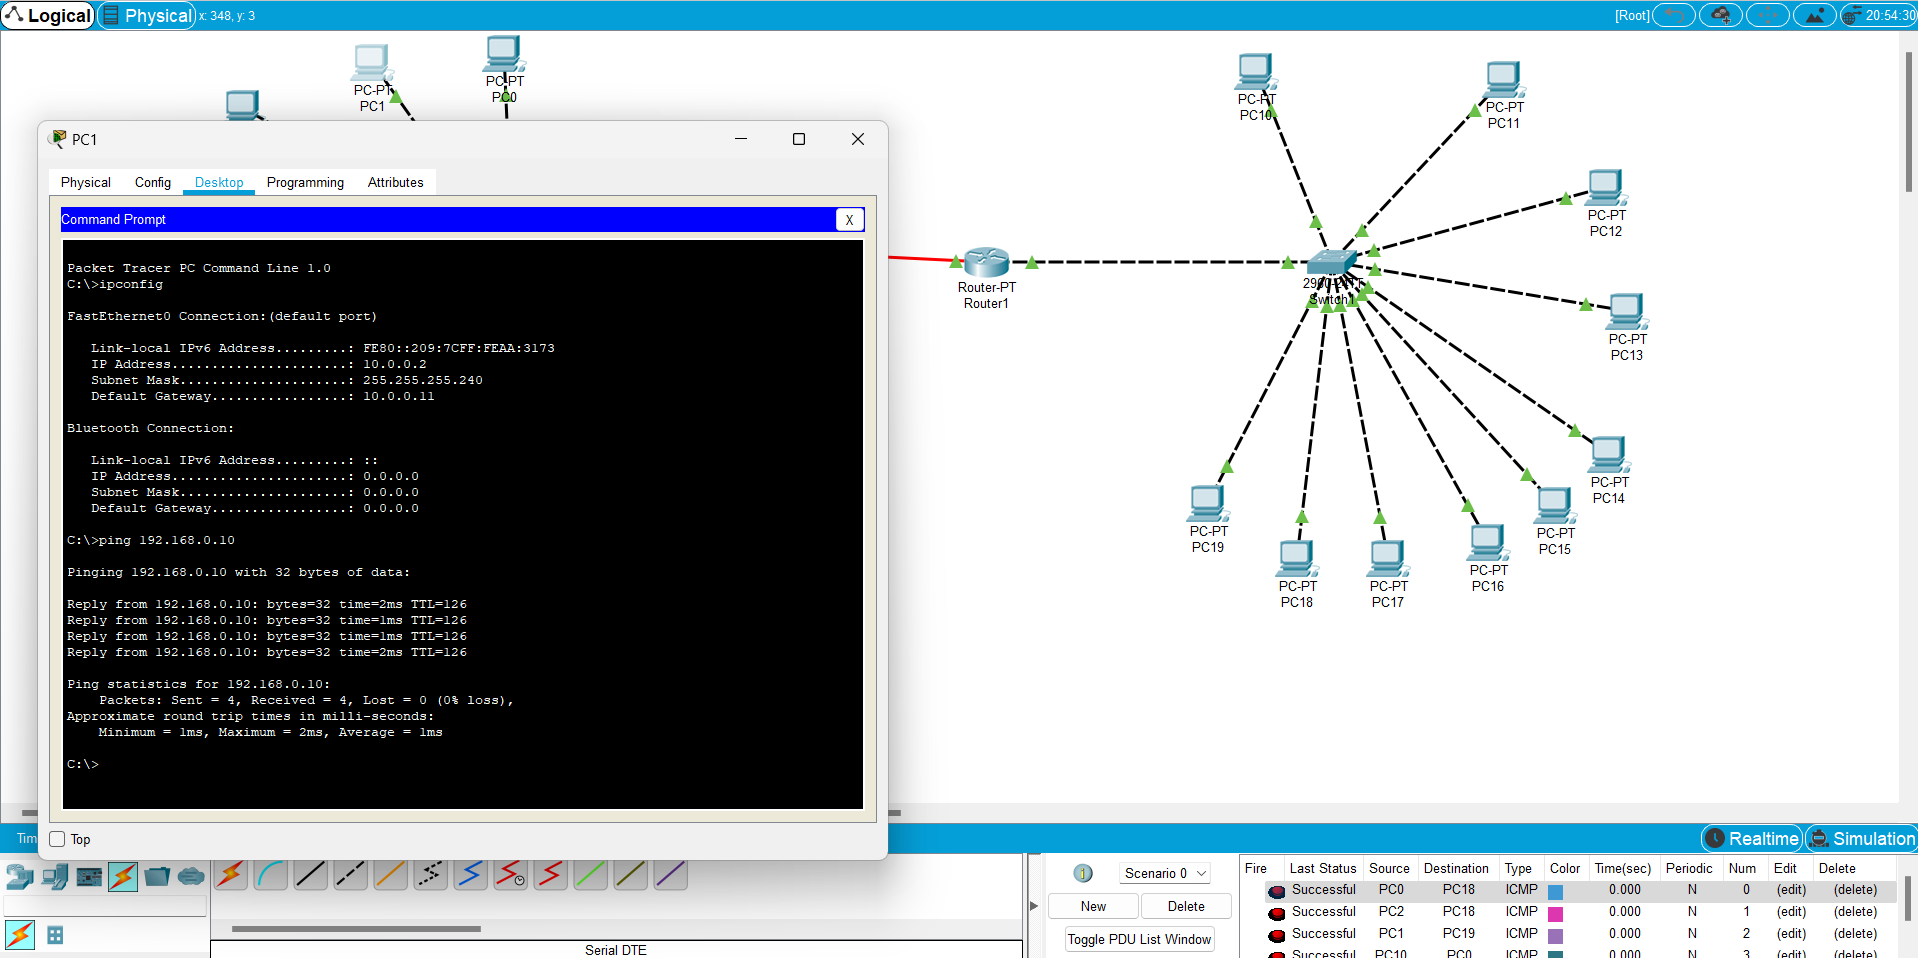 Logical
Physical
x: 348, y: 3
[Root]
20:54:30
PC-PT
PC1
PC-PT
PC0
PC-PT
PC10
PC-PT
PC11
PC-PT
PC12
PC-PT
PC13
PC-PT
PC14
PC-PT
PC15
PC-PT
PC16
PC-PT
PC17
PC-PT
PC18
PC-PT
PC19
Router-PT
Router1
2960-24TT
Switch1
PC1
Physical Config Desktop Programming Attributes
Command Prompt
X
Packet Tracer PC Command Line 1.0
C:\>ipconfig
FastEthernet0 Connection:(default port)
Link-local IPv6 Address.........: FE80::209:7CFF:FEAA:3173
IP Address......................: 10.0.0.2
Subnet Mask.....................: 255.255.255.240
Default Gateway.................: 10.0.0.11
Bluetooth Connection:
Link-local IPv6 Address.........: ::
IP Address......................: 0.0.0.0
Subnet Mask.....................: 0.0.0.0
Default Gateway.................: 0.0.0.0
C:\>ping 192.168.0.10
Pinging 192.168.0.10 with 32 bytes of data:
Reply from 192.168.0.10: bytes=32 time=2ms TTL=126
Reply from 192.168.0.10: bytes=32 time=1ms TTL=126
Reply from 192.168.0.10: bytes=32 time=1ms TTL=126
Reply from 192.168.0.10: bytes=32 time=2ms TTL=126
Ping statistics for 192.168.0.10:
Packets: Sent = 4, Received = 4, Lost = 0 (0% loss),
Approximate round trip times in milli-seconds:
Minimum = 1ms, Maximum = 2ms, Average = 1ms
C:\>
Top
Tim
Realtime
Simulation
Serial DTE
1
Scenario 0
New
Delete
Toggle PDU List Window
Fire Last Status Source Destination Type Color Time(sec) Periodic Num Edit Delete
Successful PC0 PC18 ICMP 0.000 N 0 (edit) (delete)
Successful PC2 PC18 ICMP 0.000 N 1 (edit) (delete)
Successful PC1 PC19 ICMP 0.000 N 2 (edit) (delete)
Successful PC10 PC0 ICMP 0.000 N 3 (edit) (delete)